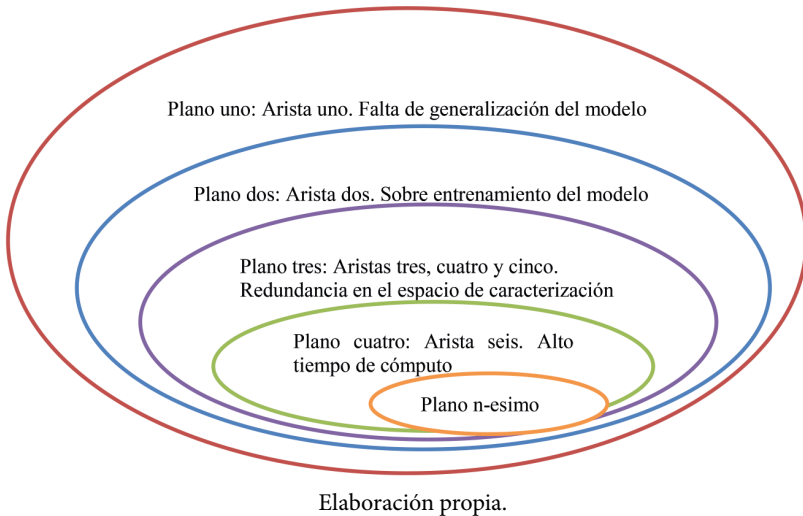 Plano uno: Arista uno. Falta de generalización del modelo
Plano dos: Arista dos. Sobre entrenamiento del modelo
Plano tres: Aristas tres, cuatro y cinco.
Redundancia en el espacio de caracterización
Plano cuatro: Arista seis. Alto
tiempo de cómputo
Plano n-esimo
Elaboración propia.